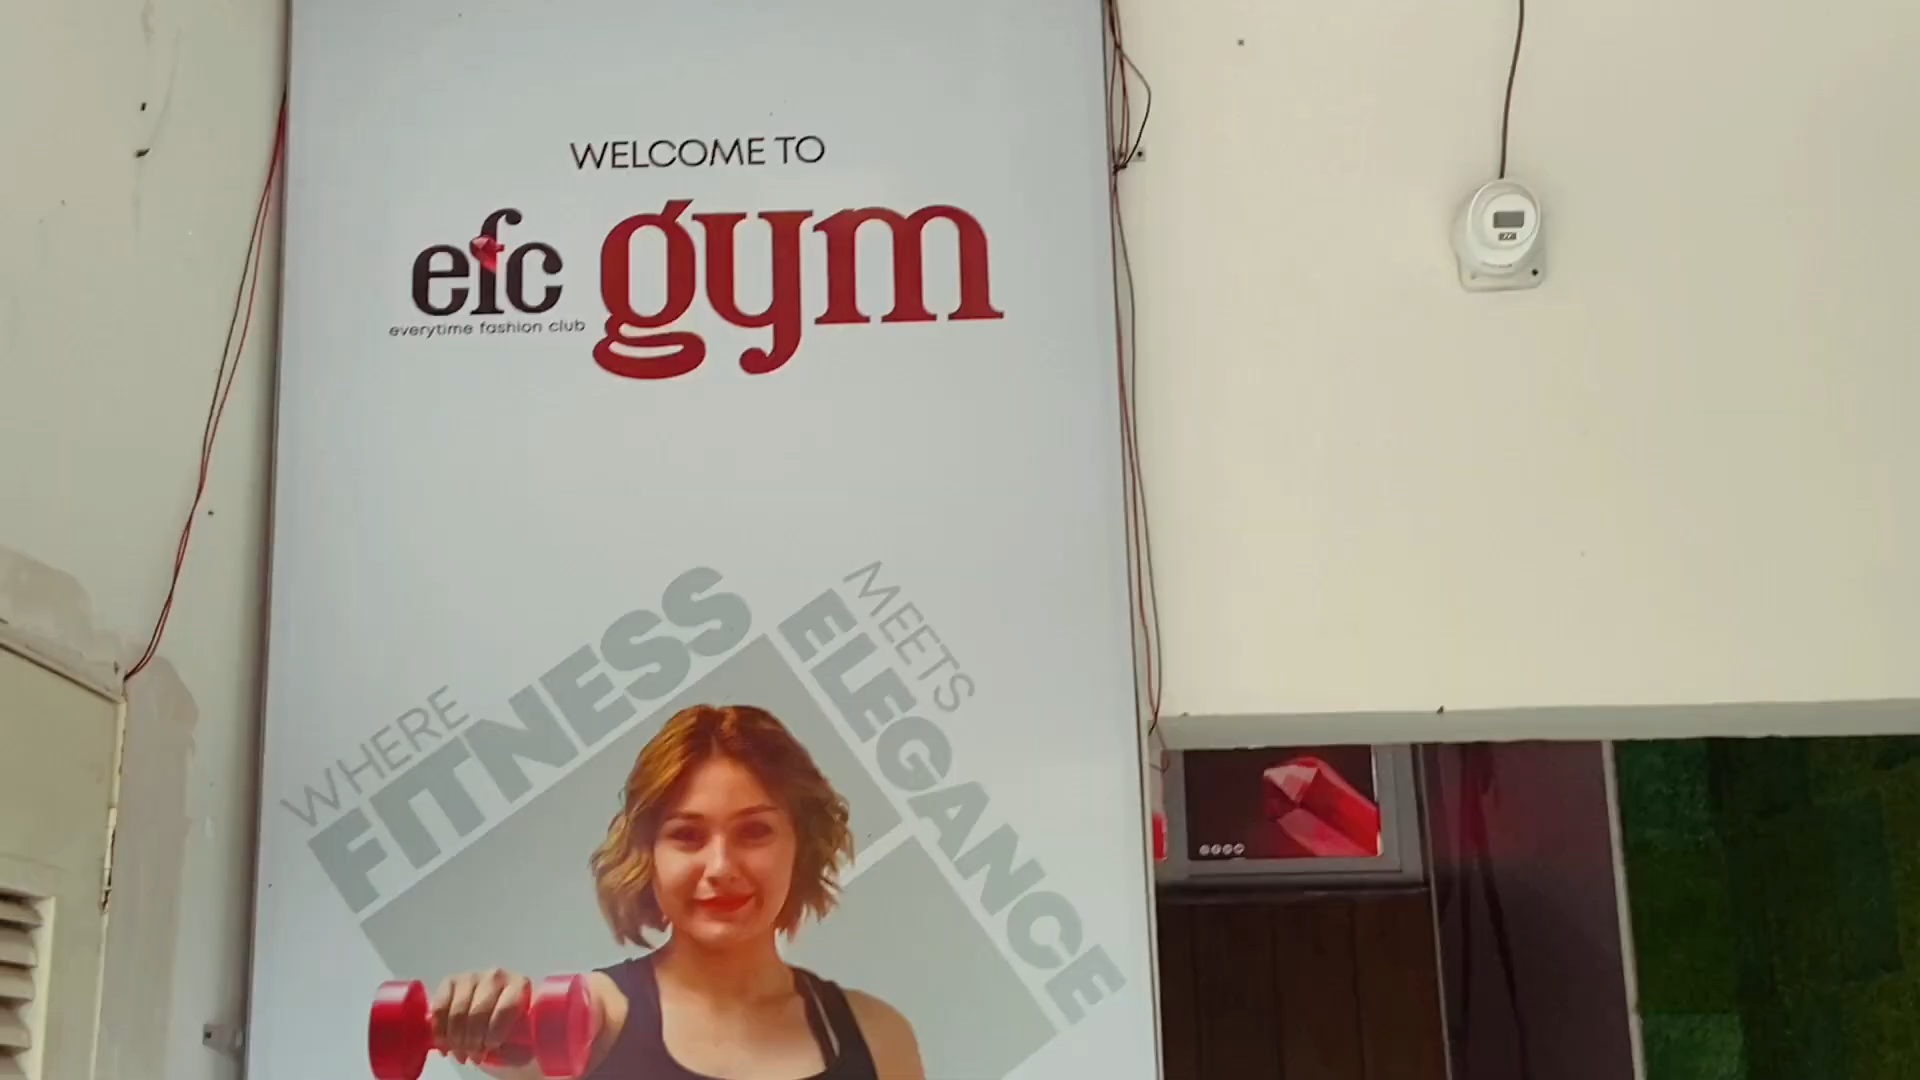 WELCOME TO
efc gym
everytime fashion club
WHERE
FITNESS
MEETS
ELEGANCE